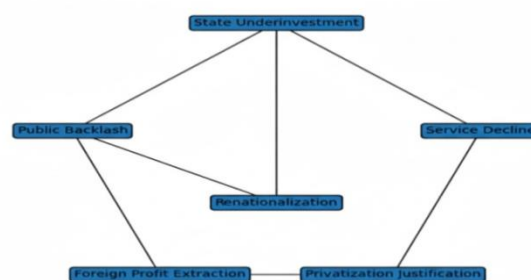 State Underinvestment
Public Backlash
Service Decline
Renationalization
Foreign Profit Extraction
Privatization Justification